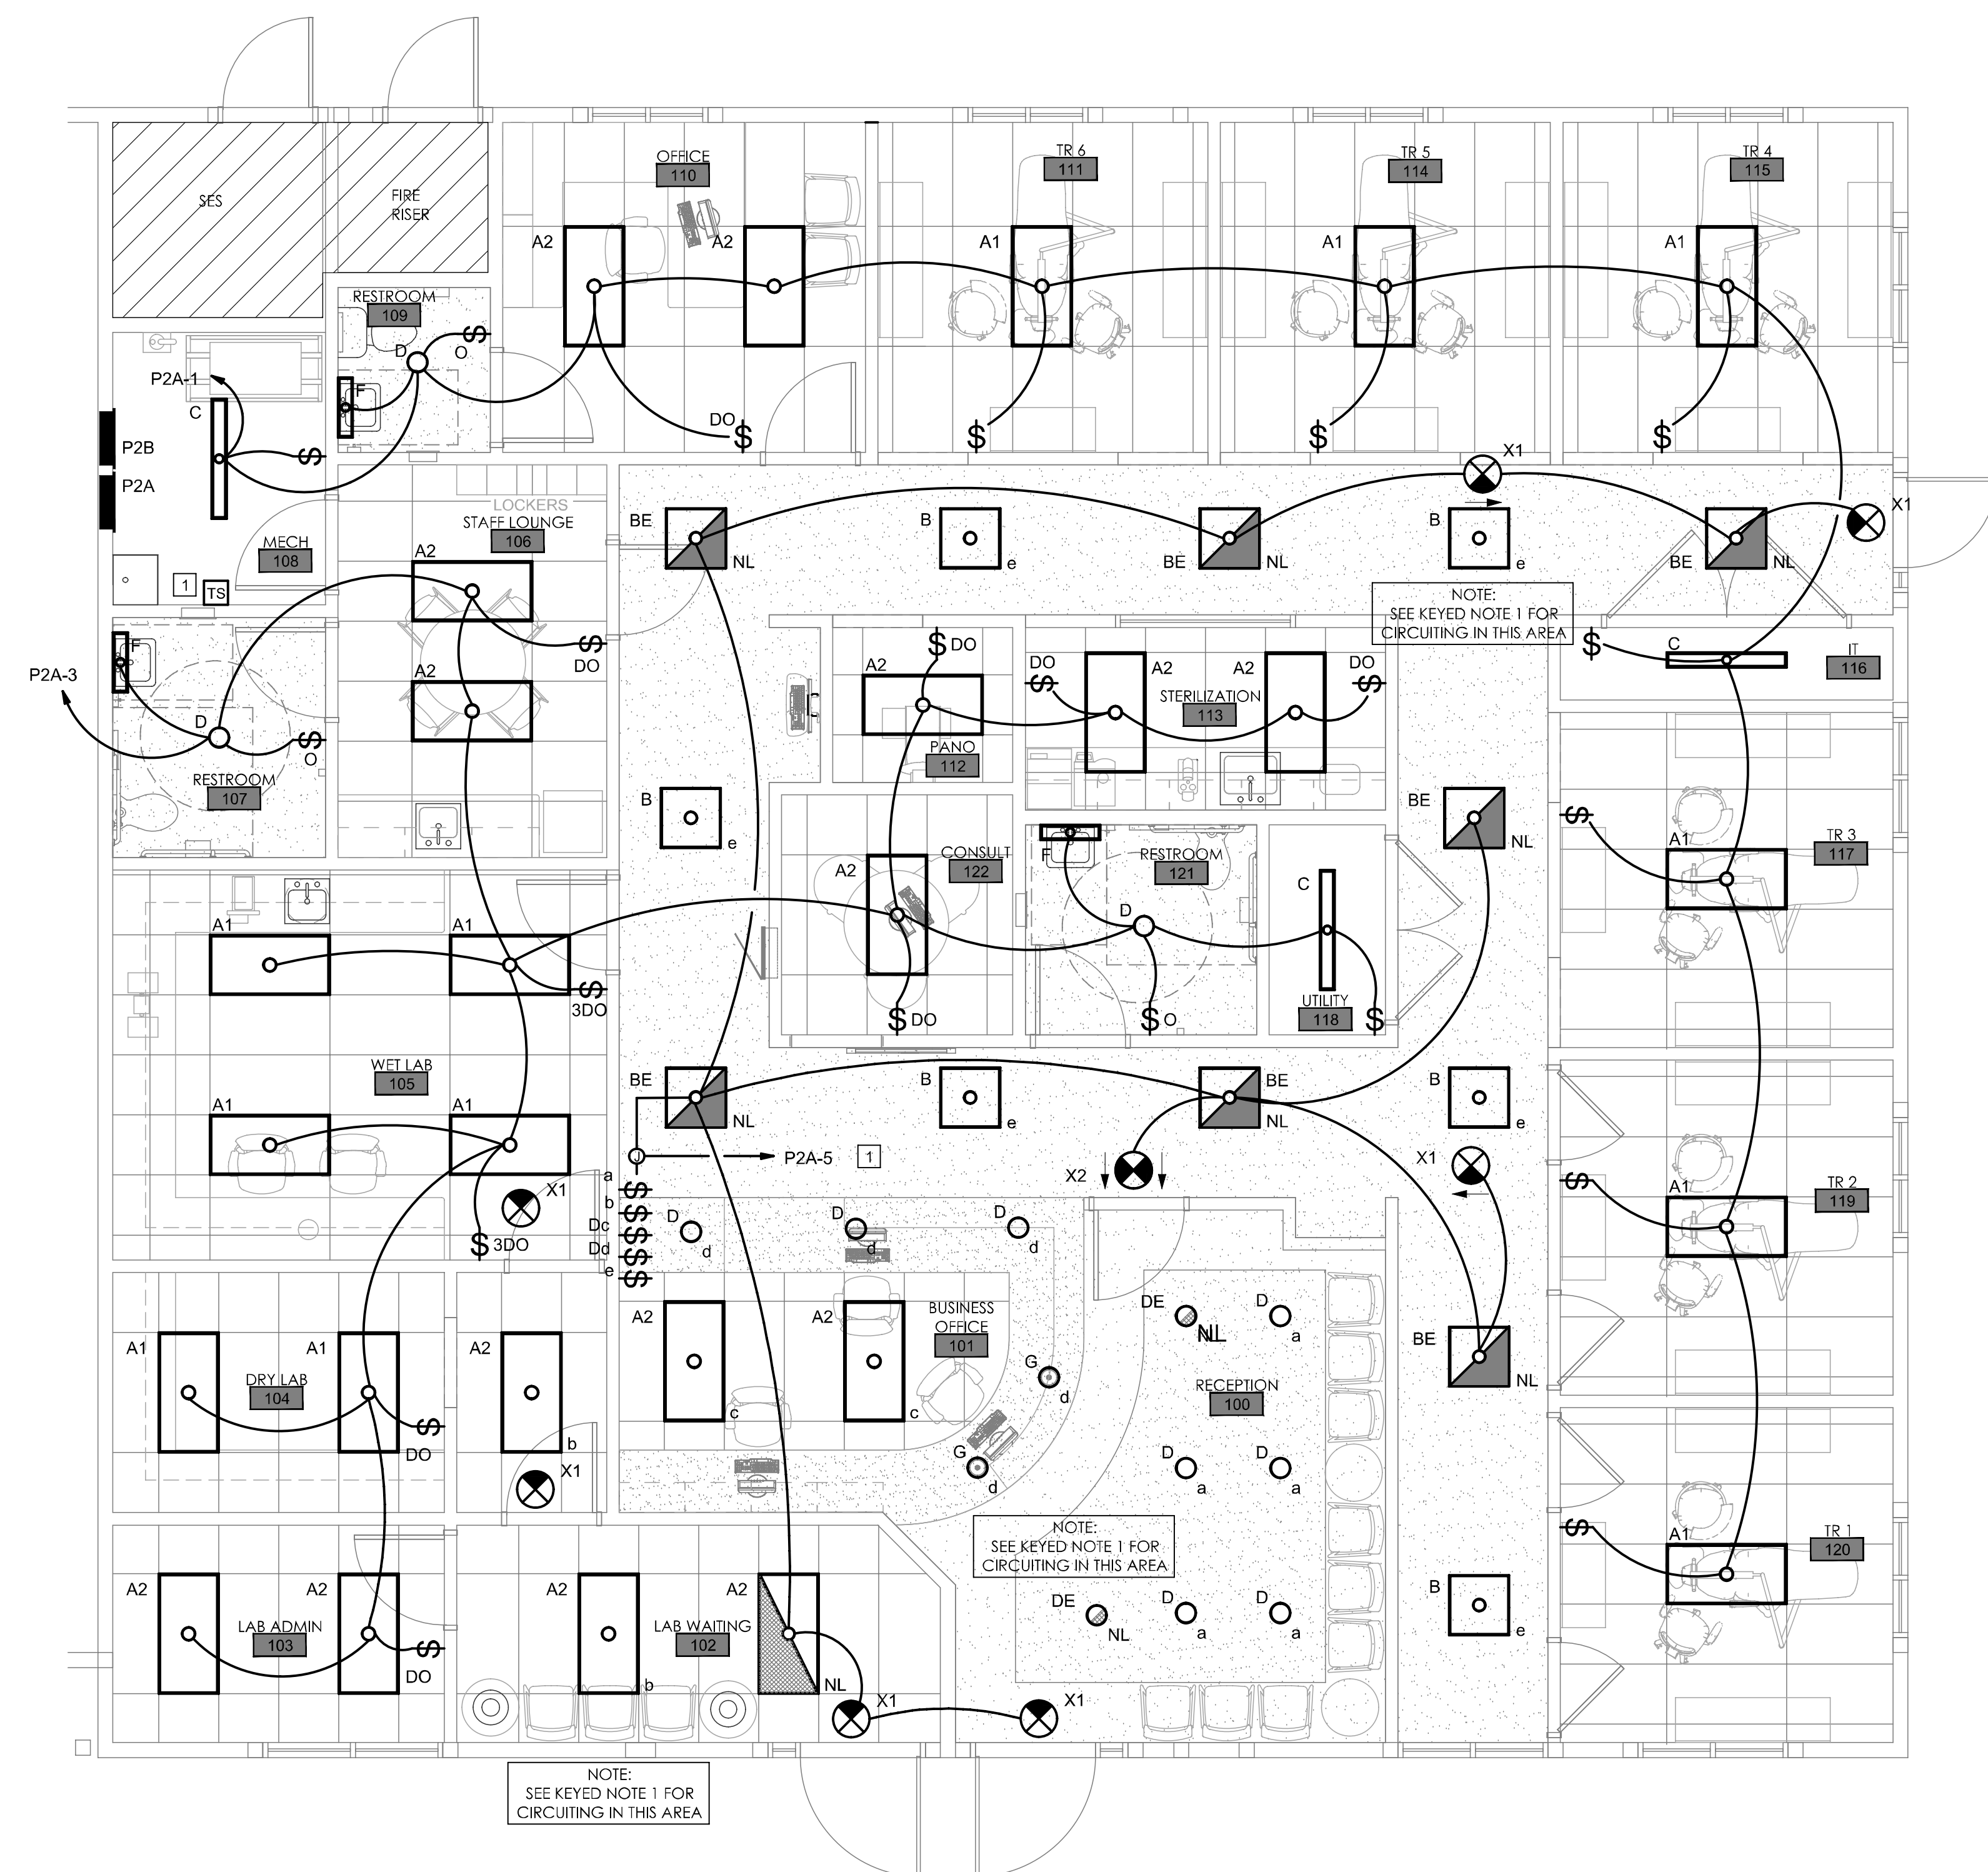 OFFICE
110
TR 6
111
TR 5
114
TR 4
115
SES
FIRE
RISER
A2
A2
A1
A1
A1
RESTROOM
109
D
O
F
P2A-1
C
DO
$
$
$
$
$
$
P2B
P2A
X1
X1
LOCKERS
STAFF LOUNGE
106
BE
NL
B
e
BE
NL
B
e
BE
NL
MECH
108
A2
1
TS
NOTE:
SEE KEYED NOTE 1 FOR
CIRCUITING IN THIS AREA
F
$
DO
$
DO
A2
DO
$
A2
A2
DO
$
$
C
IT
116
P2A-3
A2
STERILIZATION
113
D
$
O
PANO
112
RESTROOM
107
B
e
BE
NL
$
A1
TR 3
117
CONSULT
122
A2
F
RESTROOM
121
C
A1
A1
D
$
3DO
$
DO
$
O
UTILITY
118
$
WET LAB
105
BE
NL
B
e
BE
NL
B
e
A1
A1
J
P2A-5
1
X1
X2
X1
a
$
b
$
Dc
$
Dd
$
e
$
$
3DO
D
d
D
d
D
d
$
A1
TR 2
119
A2
A2
BUSINESS
OFFICE
101
DE
NL
D
a
A1
A1
A2
BE
NL
DRY LAB
104
G
d
RECEPTION
100
c
c
$
DO
b
X1
G
d
D
a
D
a
NOTE:
SEE KEYED NOTE 1 FOR
CIRCUITING IN THIS AREA
$
A1
TR 1
120
A2
A2
A2
A2
DE
NL
D
a
D
a
B
e
LAB ADMIN
103
LAB WAITING
102
$
DO
b
NL
X1
X1
NOTE:
SEE KEYED NOTE 1 FOR
CIRCUITING IN THIS AREA